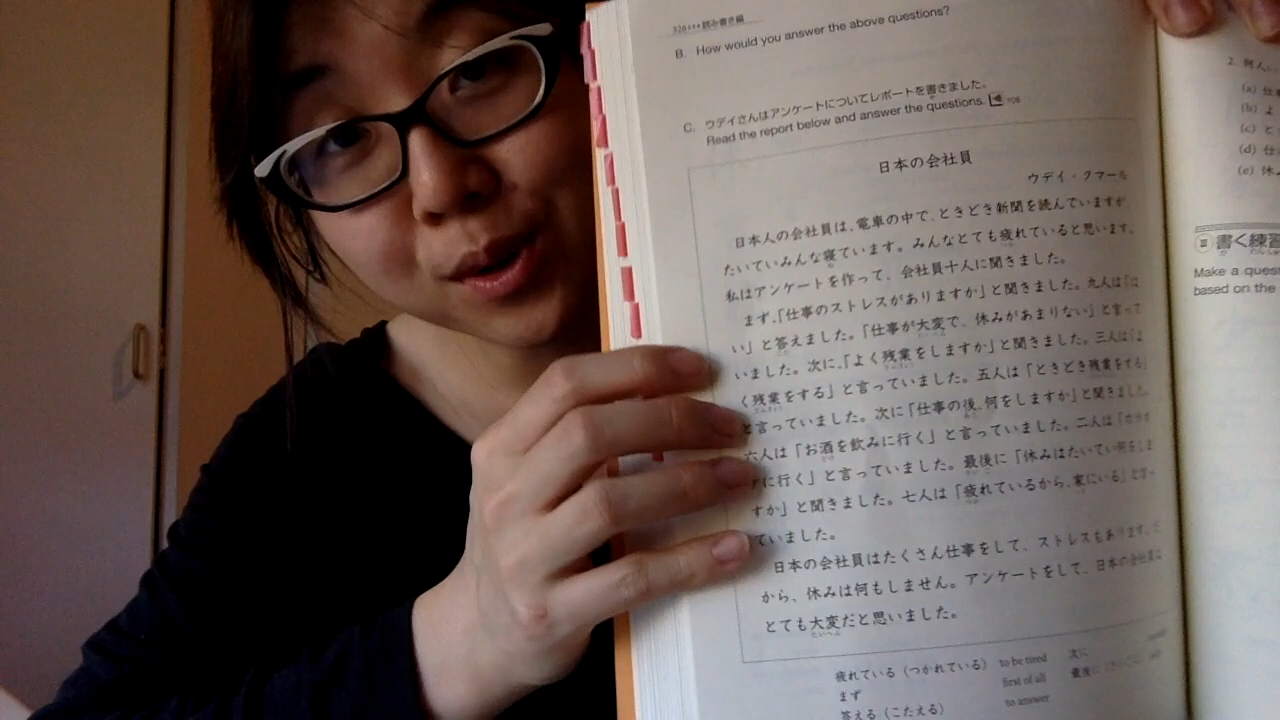 326 ●●● 読み書き編
B. How would you answer the above questions?
C. ウデイさんはアンケートについてレポートを書きました。
Read the report below and answer the questions.
日本の会社員
ウデイ・クマール
日本人の会社員は、電車の中で、ときどき新聞を読んでいますが、
たいていみんな寝ています。みんなとても疲れていると思います。
私はアンケートを作って、会社員十人に聞きました。
まず、「仕事のストレスがありますか」と聞きました。九人は「は
い」と答えました。「仕事が大変で、休みがあまりない」と言って
いました。次に、「よく残業をしますか」と聞きました。三人は「よ
く残業をする」と言っていました。五人は「ときどき残業をする」
と言っていました。次に「仕事の後、何をしますか」と聞きました。
六人は「お酒を飲みに行く」と言っていました。二人は「カラオ
に行く」と言っていました。最後に「休みはたいてい何をしま
すか」と聞きました。七人は「疲れているから、家にいる」と言っ
ていました。
日本の会社員はたくさん仕事をして、ストレスもあります。だ
から、休みは何もしません。アンケートをして、日本の会社員は
とても大変だと思いました。
たいへん
疲れている（つかれている） to be tired 次に
まず first of all 最後に
答える（こたえる） to answer
2. 何人
(a) 仕
(b) よ
(c) と
(d) 仕
(e) 休
書く練習
Make a quest
based on the